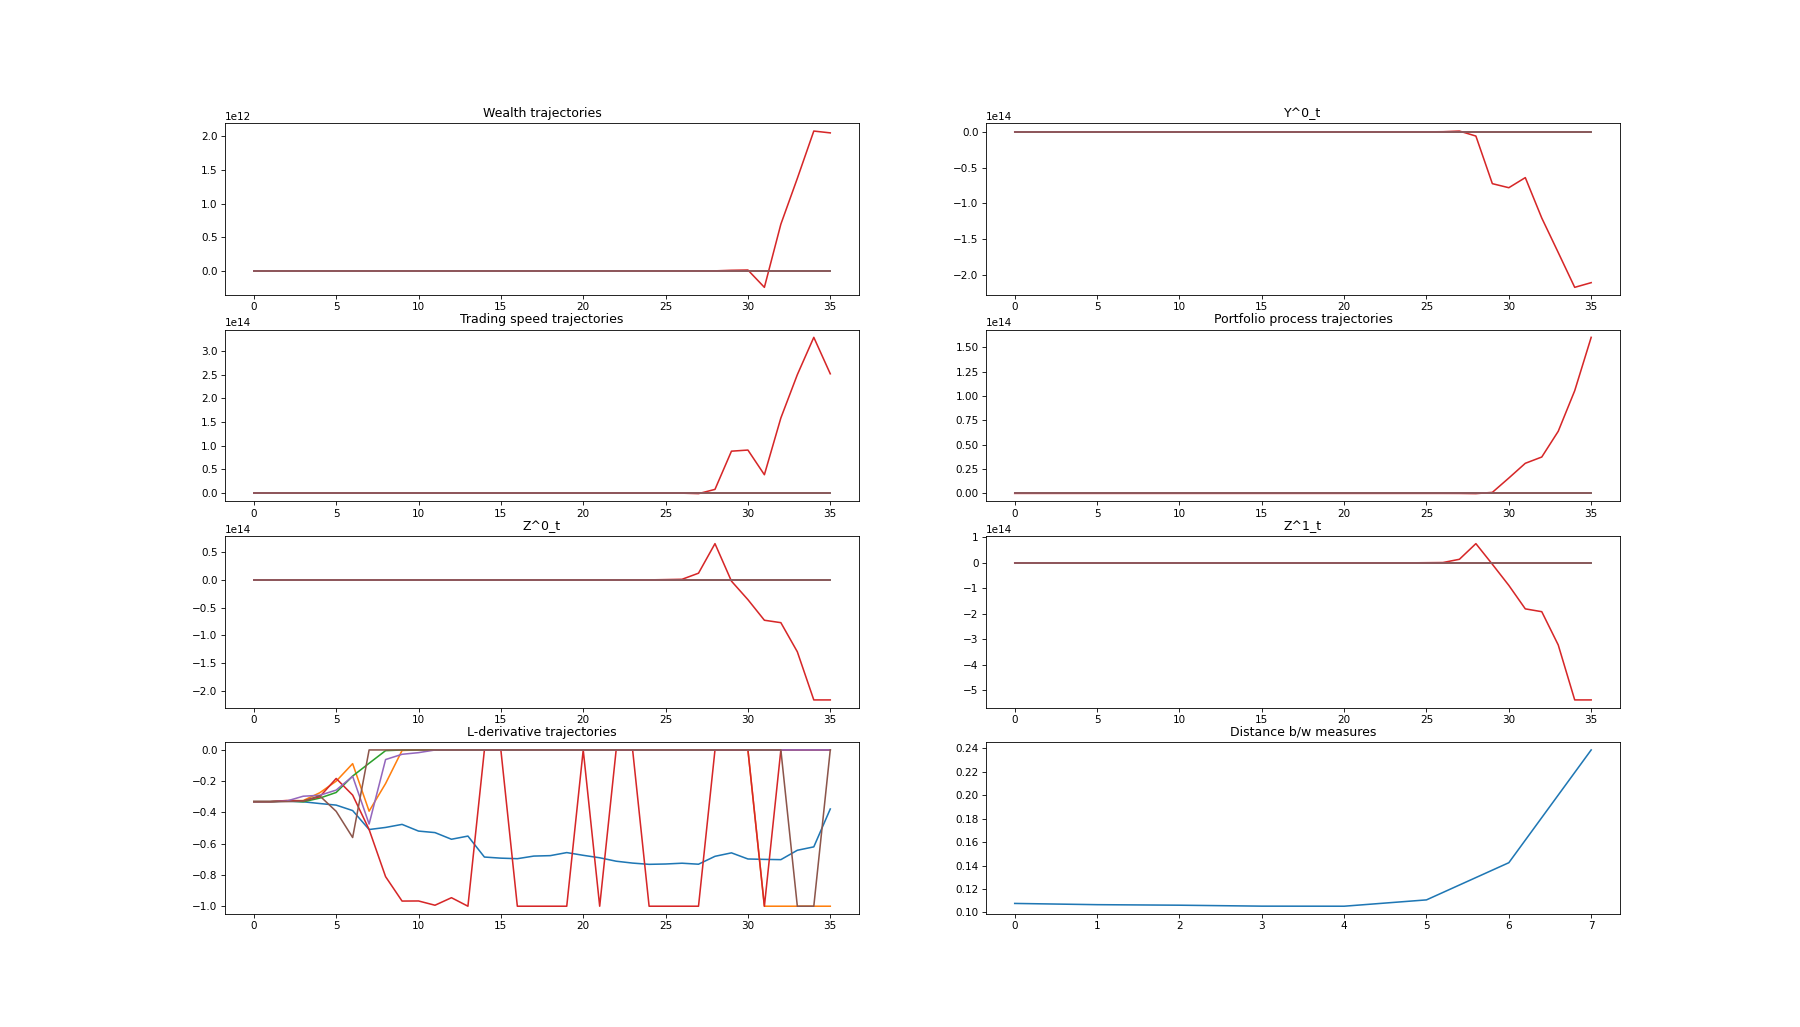 Wealth trajectories
1e12
2.0
1.5
1.0
0.5
0.0
0 5 10 15 20 25 30 35
Y^0_t
1e14
0.0
−0.5
−1.0
−1.5
−2.0
0 5 10 15 20 25 30 35
Trading speed trajectories
1e14
3.0
2.5
2.0
1.5
1.0
0.5
0.0
0 5 10 15 20 25 30 35
Portfolio process trajectories
1e14
1.50
1.25
1.00
0.75
0.50
0.25
0.00
0 5 10 15 20 25 30 35
Z^0_t
1e14
0.5
0.0
−0.5
−1.0
−1.5
−2.0
0 5 10 15 20 25 30 35
Z^1_t
1e14
1
0
−1
−2
−3
−4
−5
0 5 10 15 20 25 30 35
L-derivative trajectories
0.0
−0.2
−0.4
−0.6
−0.8
−1.0
0 5 10 15 20 25 30 35
Distance b/w measures
0.24
0.22
0.20
0.18
0.16
0.14
0.12
0.10
0 1 2 3 4 5 6 7